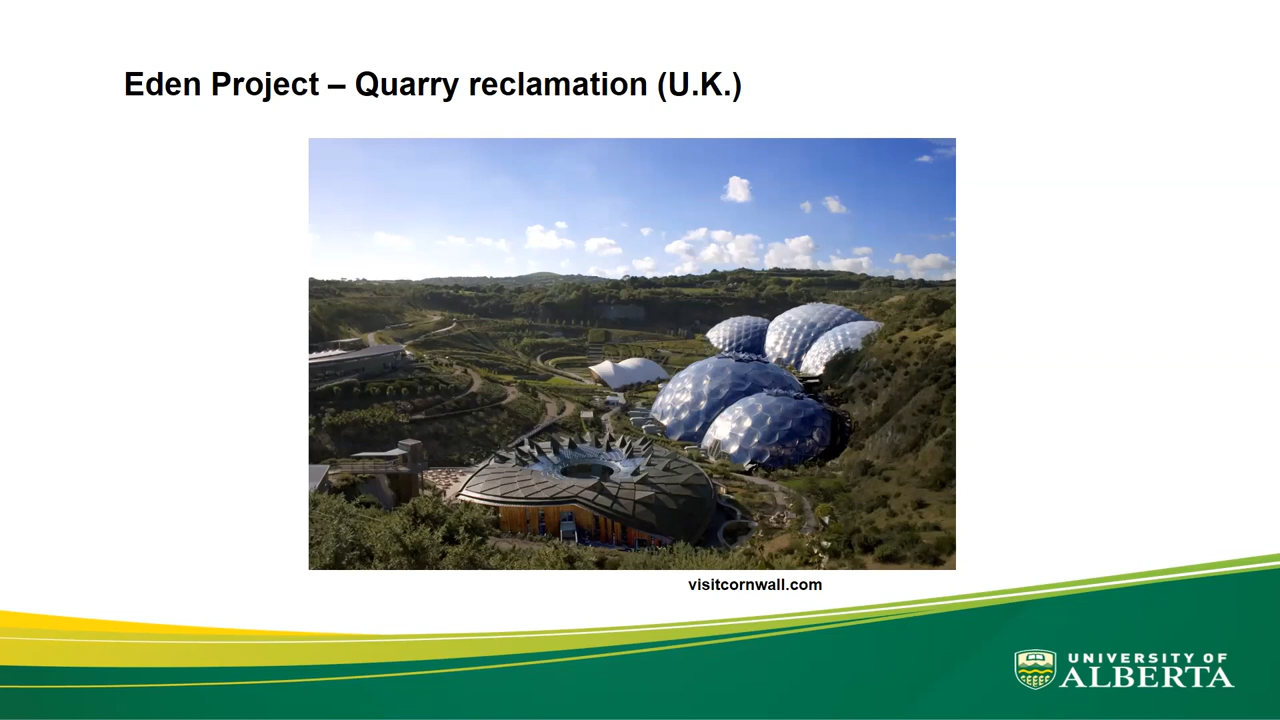 Eden Project – Quarry reclamation (U.K.)
visitcornwall.com
UNIVERSITY OF
ALBERTA